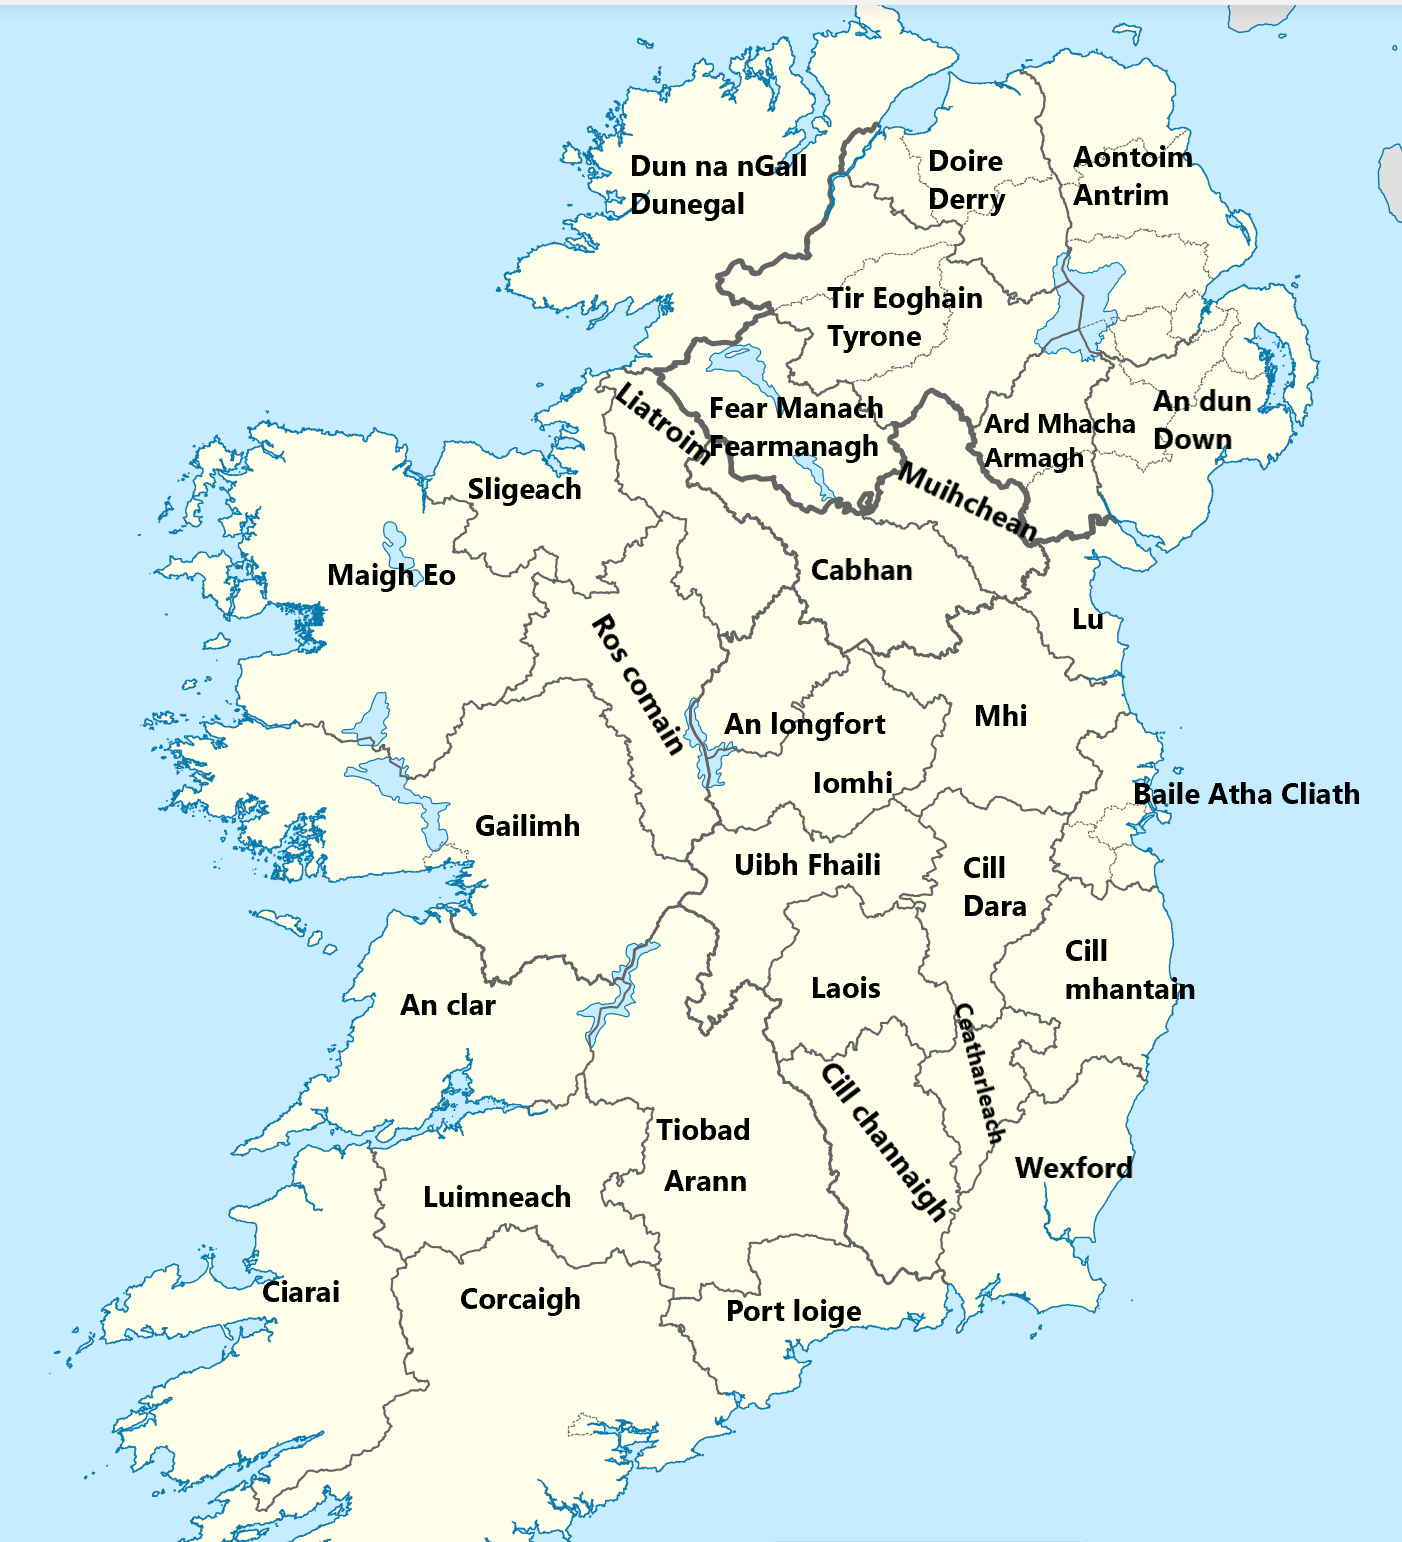 Dun na nGall
Dunegal
Doire
Derry
Aontoim
Antrim
Tir Eoghain
Tyrone
Liatroim
Fear Manach
Fearmanagh
Ard Mhacha
Armagh
An dun
Down
Muihchean
Sligeach
Maigh Eo
Cabhan
Lu
Ros comain
An longfort
Mhi
Iomhi
Baile Atha Cliath
Gailimh
Uibh Fhaili
Cill
Dara
Cill
mhantain
An clar
Laois
Ceatharleach
Cill channaigh
Tiobad
Arann
Wexford
Luimneach
Ciarai
Corcaigh
Port loige